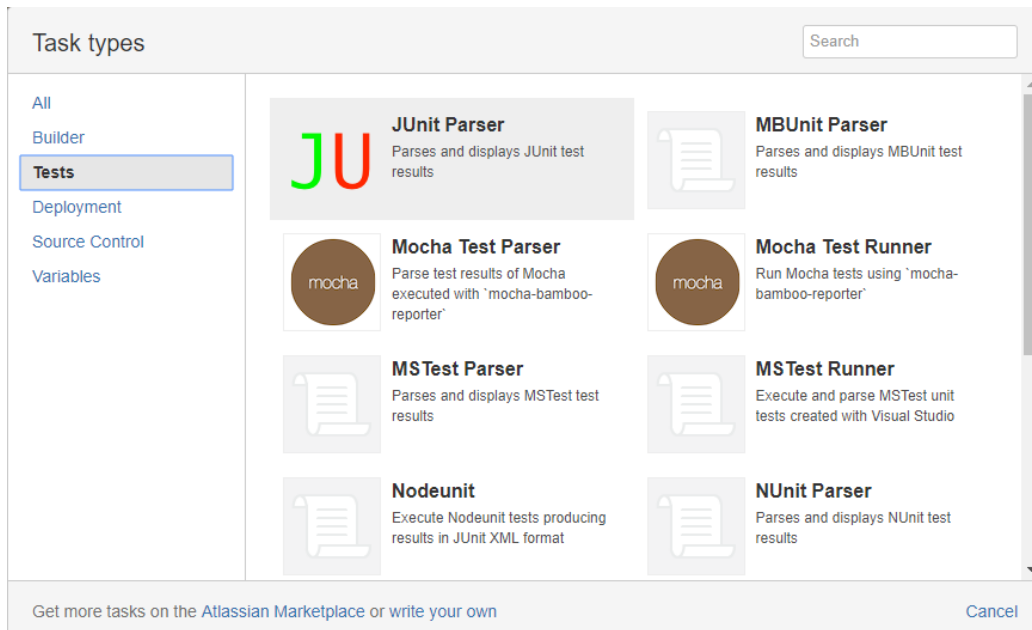 Task types
Search
All
Builder
Tests
Deployment
Source Control
Variables
JU
JUnit Parser
Parses and displays JUnit test
results
MBUnit Parser
Parses and displays MBUnit test
results
mocha
Mocha Test Parser
Parse test results of Mocha
executed with `mocha-bamboo-
reporter`
mocha
Mocha Test Runner
Run Mocha tests using `mocha-
bamboo-reporter`
MSTest Parser
Parses and displays MSTest test
results
MSTest Runner
Execute and parse MSTest unit
tests created with Visual Studio
Nodeunit
Execute Nodeunit tests producing
results in JUnit XML format
NUnit Parser
Parses and displays NUnit test
results
Get more tasks on the Atlassian Marketplace or write your own
Cancel